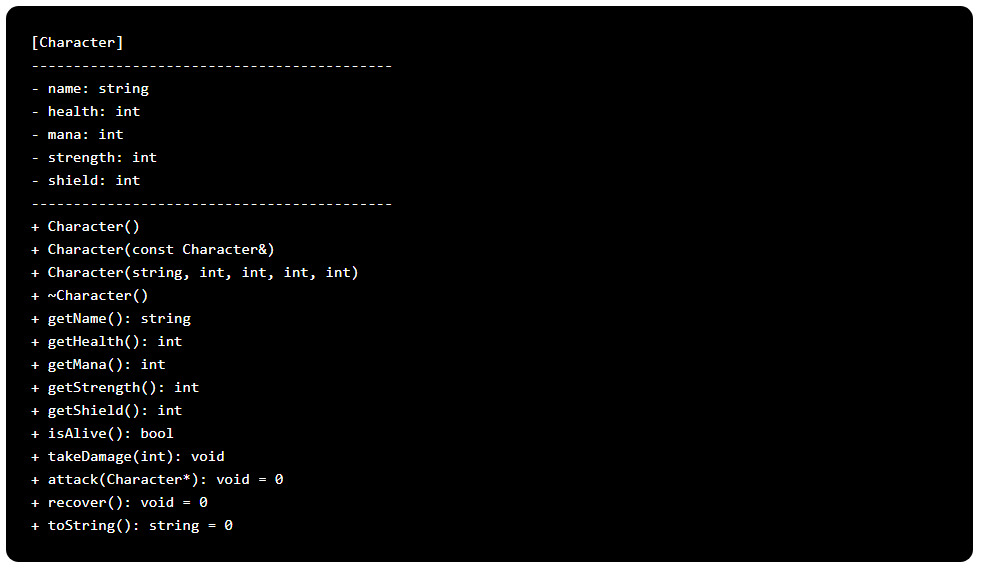 [Character]
-------------------------------------------
- name: string
- health: int
- mana: int
- strength: int
- shield: int
-------------------------------------------
+ Character()
+ Character(const Character&)
+ Character(string, int, int, int, int)
+ ~Character()
+ getName(): string
+ getHealth(): int
+ getMana(): int
+ getStrength(): int
+ getShield(): int
+ isAlive(): bool
+ takeDamage(int): void
+ attack(Character*): void = 0
+ recover(): void = 0
+ toString(): string = 0